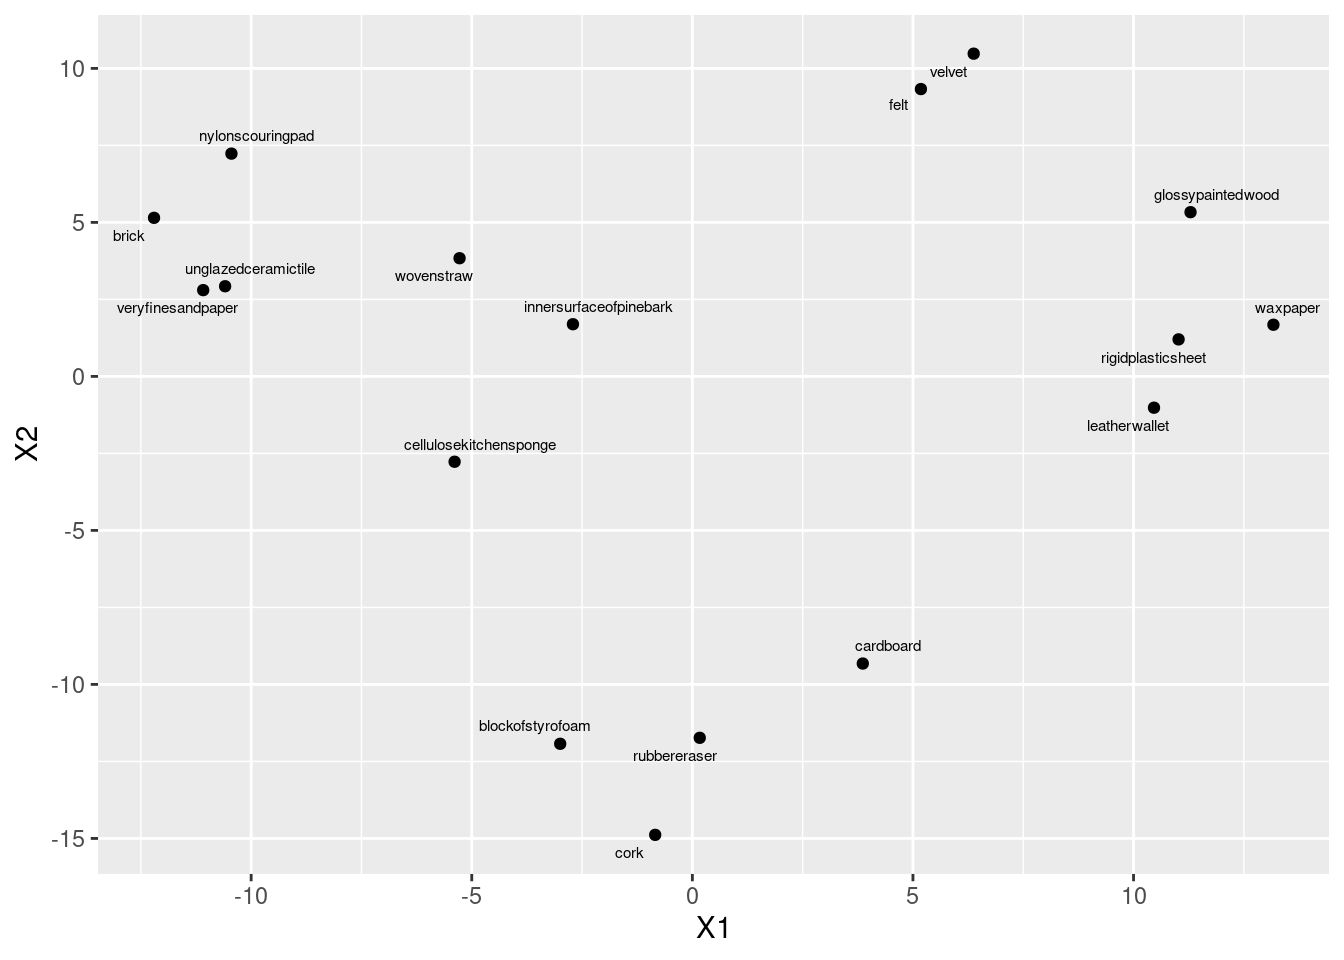 10
velvet
felt
nylonscouringpad
glossypaintedwood
5
brick
unglazedceramictile
wovenstraw
veryfinesandpaper
innersurfaceofpinebark
waxpaper
rigidplasticsheet
0
leatherwallet
X2
cellulosekitchensponge
-5
cardboard
-10
blockofstyrofoam
rubbereraser
-15
cork
-10 -5 0 5 10
X1